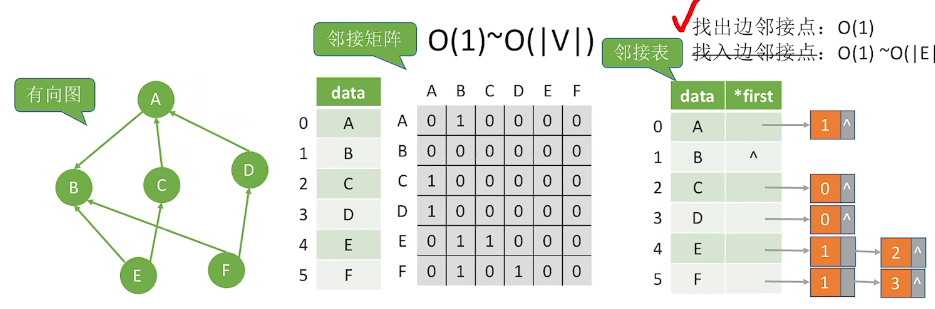 邻接矩阵
O(1)~O(|V|)
找出边邻接点：O(1)
找入边邻接点：O(1) ~O(|E|
邻接表
有向图
A
B
C
D
E
F
data
0 A
1 B
2 C
3 D
4 E
5 F
A B C D E F
A 0 1 0 0 0 0
B 0 0 0 0 0 0
C 1 0 0 0 0 0
D 1 0 0 0 0 0
E 0 1 1 0 0 0
F 0 1 0 1 0 0
data *first
0 A 1 ^
1 B ^
2 C 0 ^
3 D 0 ^
4 E 1 2 ^
5 F 1 3 ^